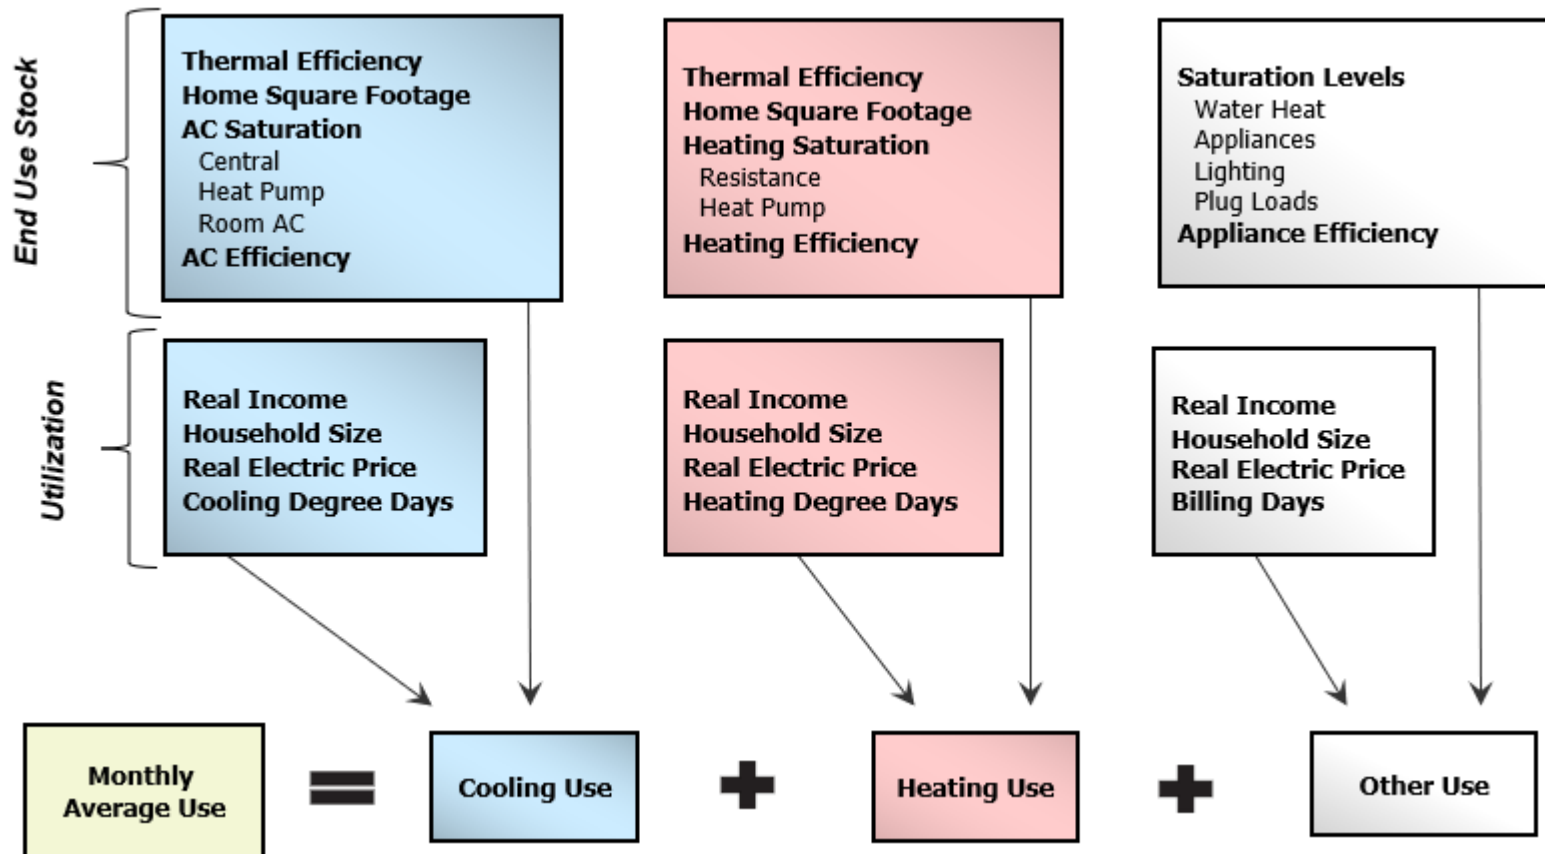 End Use Stock
Thermal Efficiency
Home Square Footage
AC Saturation
Central
Heat Pump
Room AC
AC Efficiency
Thermal Efficiency
Home Square Footage
Heating Saturation
Resistance
Heat Pump
Heating Efficiency
Saturation Levels
Water Heat
Appliances
Lighting
Plug Loads
Appliance Efficiency
Utilization
Real Income
Household Size
Real Electric Price
Cooling Degree Days
Real Income
Household Size
Real Electric Price
Heating Degree Days
Real Income
Household Size
Real Electric Price
Billing Days
Monthly
Average Use
=
Cooling Use
+
Heating Use
+
Other Use